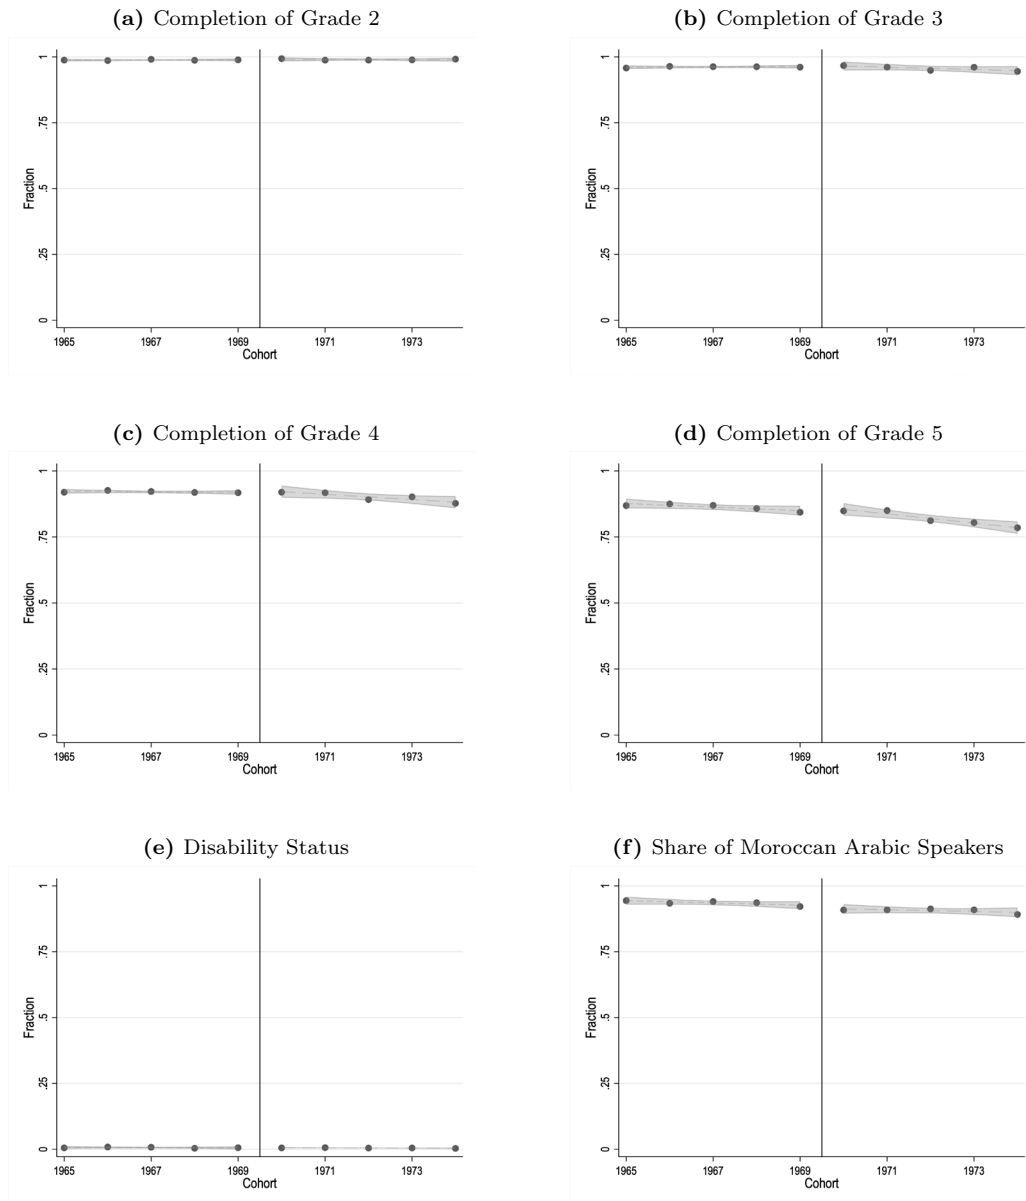 (a) Completion of Grade 2
1
.75
.5
.25
0
Fraction
1965 1967 1969 1971 1973
Cohort
(b) Completion of Grade 3
1
.75
.5
.25
0
Fraction
1965 1967 1969 1971 1973
Cohort
(c) Completion of Grade 4
1
.75
.5
.25
0
Fraction
1965 1967 1969 1971 1973
Cohort
(d) Completion of Grade 5
1
.75
.5
.25
0
Fraction
1965 1967 1969 1971 1973
Cohort
(e) Disability Status
1
.75
.5
.25
0
Fraction
1965 1967 1969 1971 1973
Cohort
(f) Share of Moroccan Arabic Speakers
1
.75
.5
.25
0
Fraction
1965 1967 1969 1971 1973
Cohort